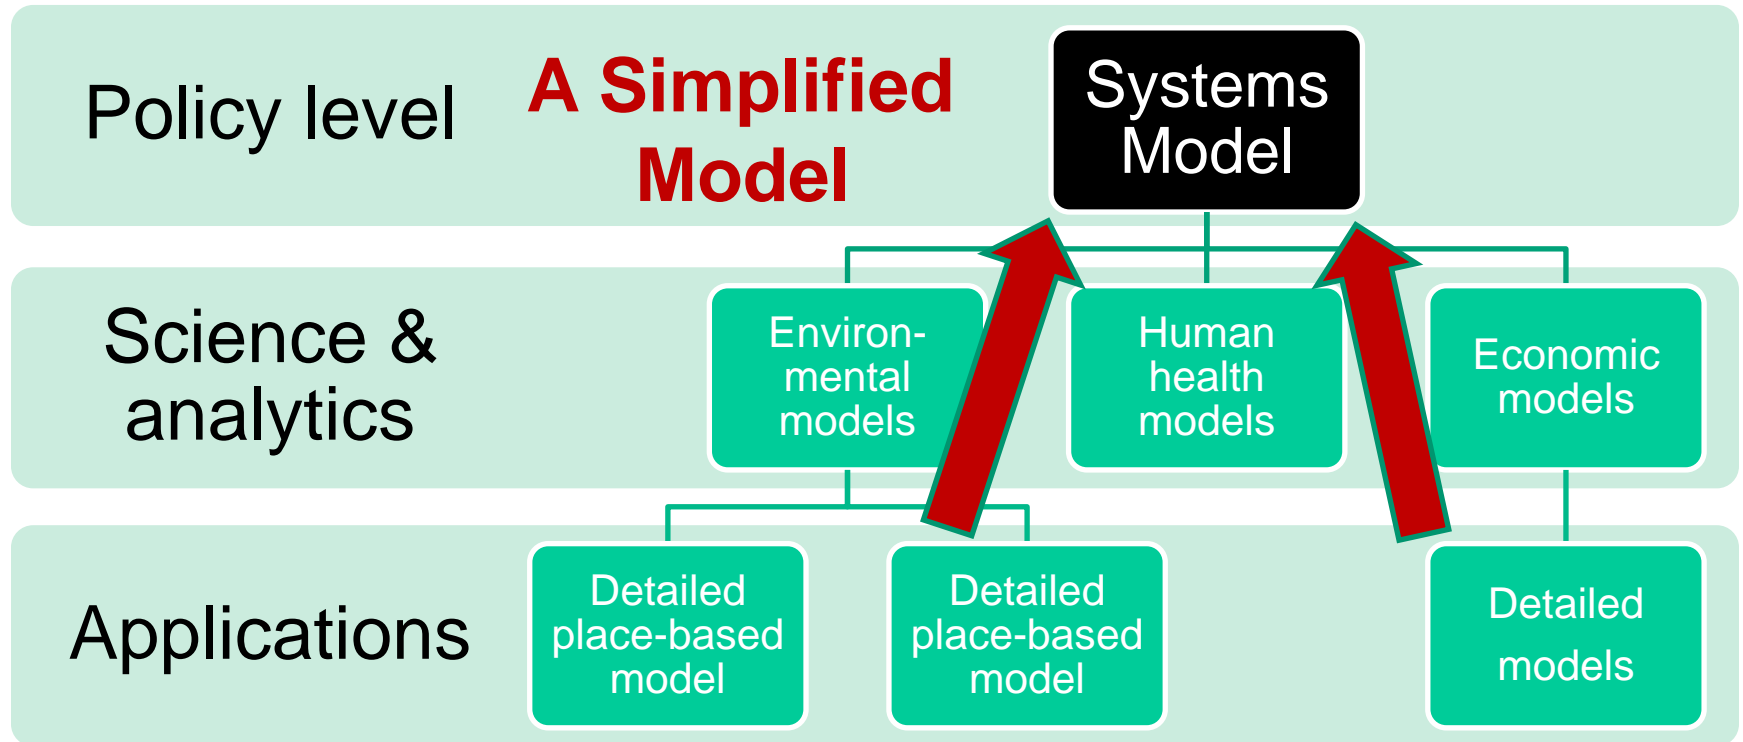 Policy level
A Simplified
Model
Systems
Model
Science &
analytics
Environ-
mental
models
Human
health
models
Economic
models
Applications
Detailed
place-based
model
Detailed
place-based
model
Detailed
models